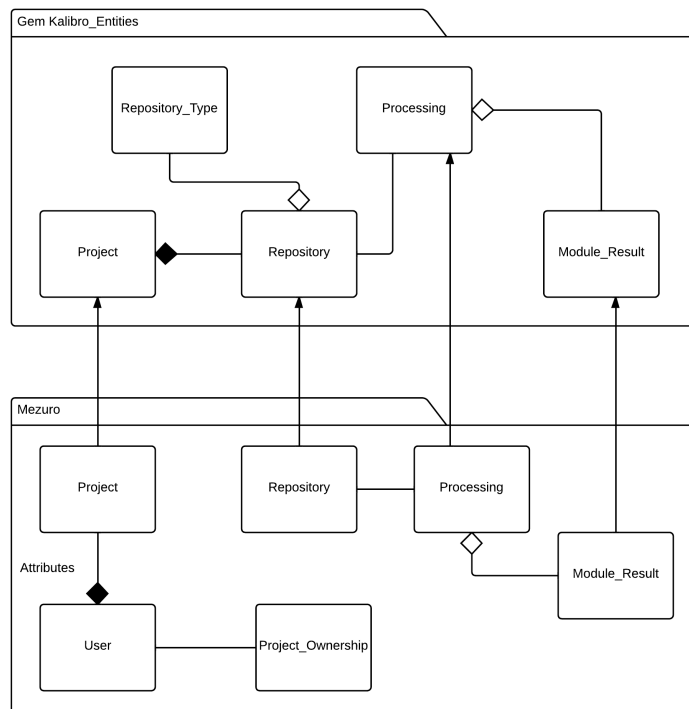 Gem Kalibro_Entities
Repository_Type
Processing
Project
Repository
Module_Result
Mezuro
Project
Repository
Processing
Attributes
Module_Result
User
Project_Ownership